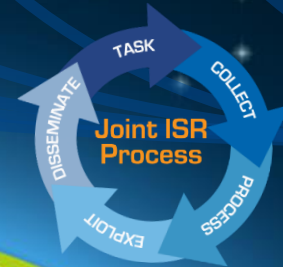 TASK
COLLECT
PROCESS
EXPLOIT
DISSEMINATE
Joint ISR
Process